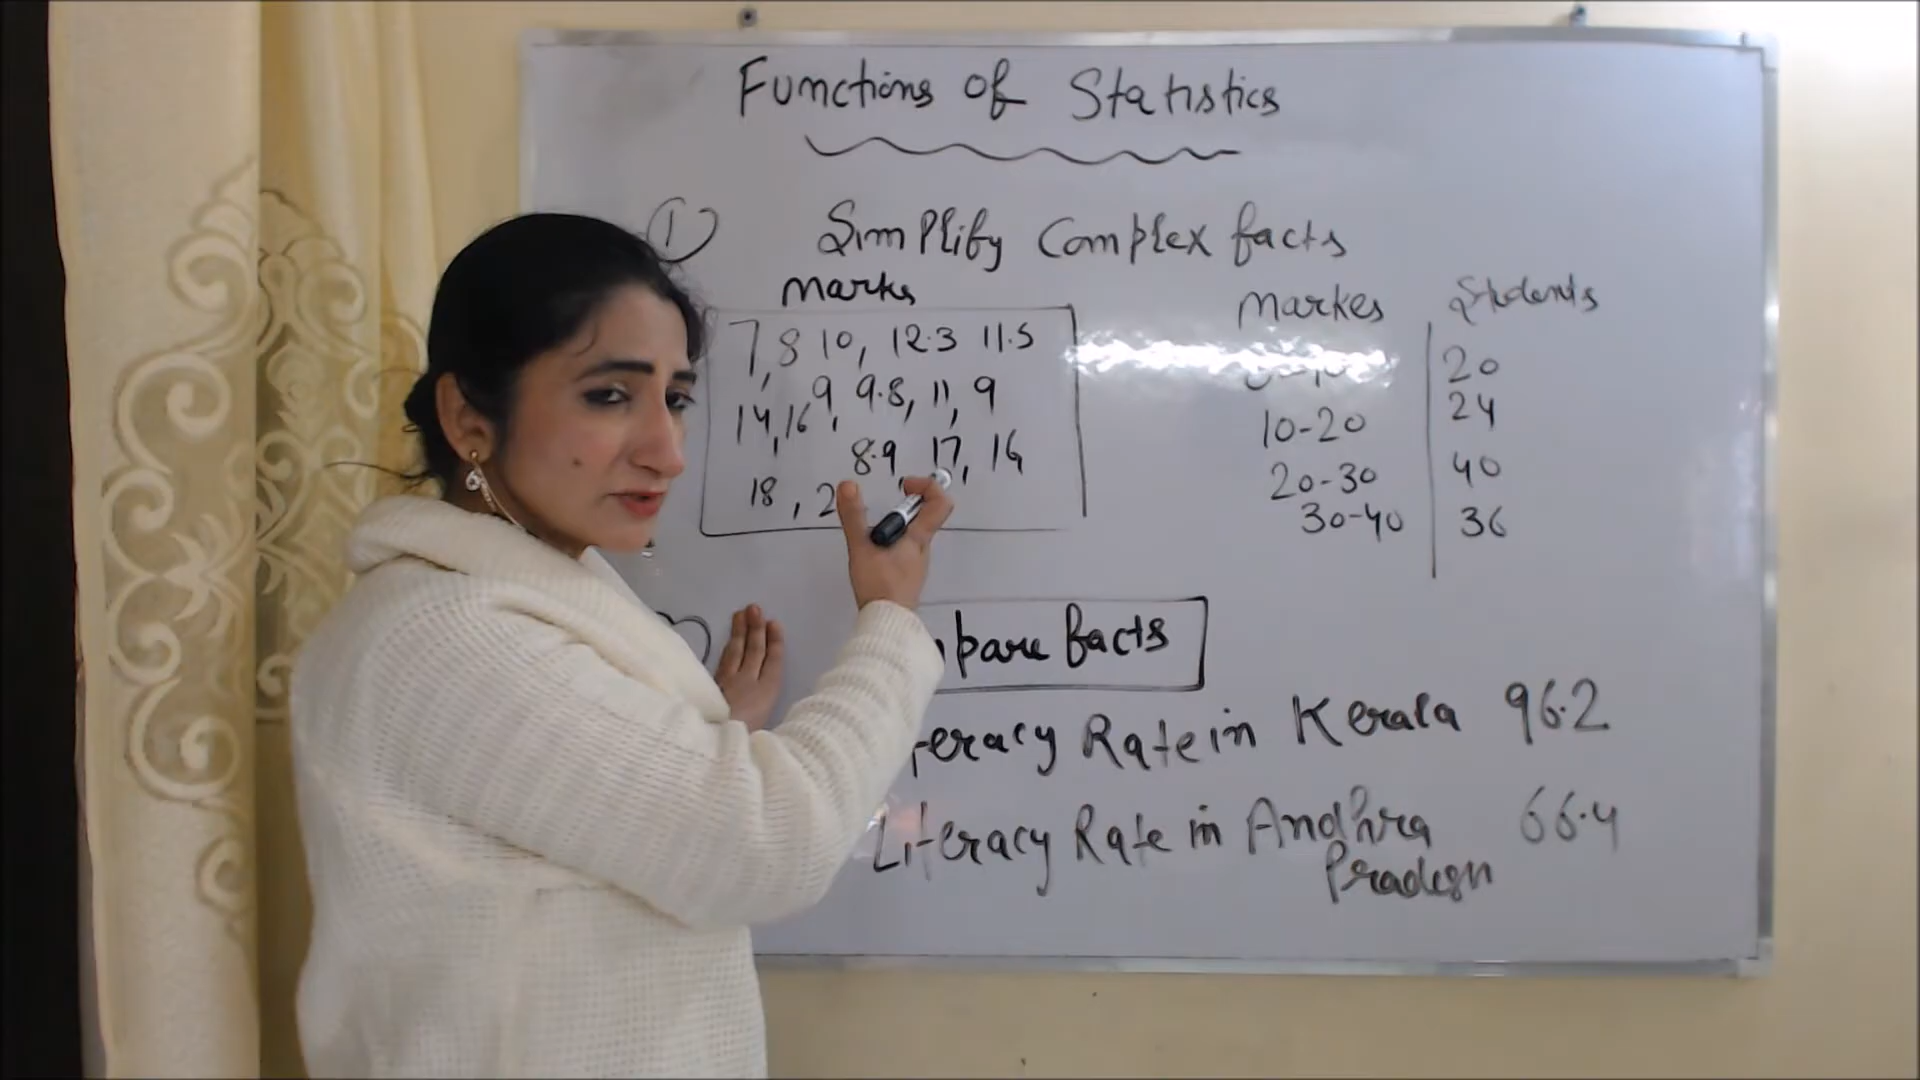 Functions of Statistics
① Simplify Complex facts
Marks
7, 8 10, 12.3 11.5
14, 16, 9 9.8, 11, 9
8.9, 17, 16
18, 2
Markes Students
20
10-20 24
20-30 40
30-40 36
pare facts
teracy Rate in Kerala 96.2
Literacy Rate in Andhra 66.4
Pradesh